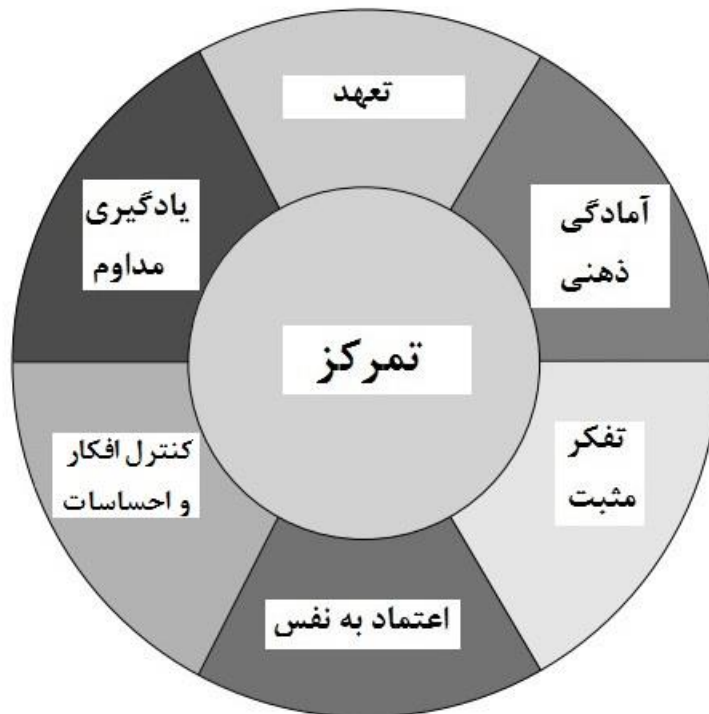 تعهد
آمادگی
ذهنی
تفکر
مثبت
اعتماد به نفس
کنترل افکار
و احساسات
یادگیری
مداوم
تمرکز